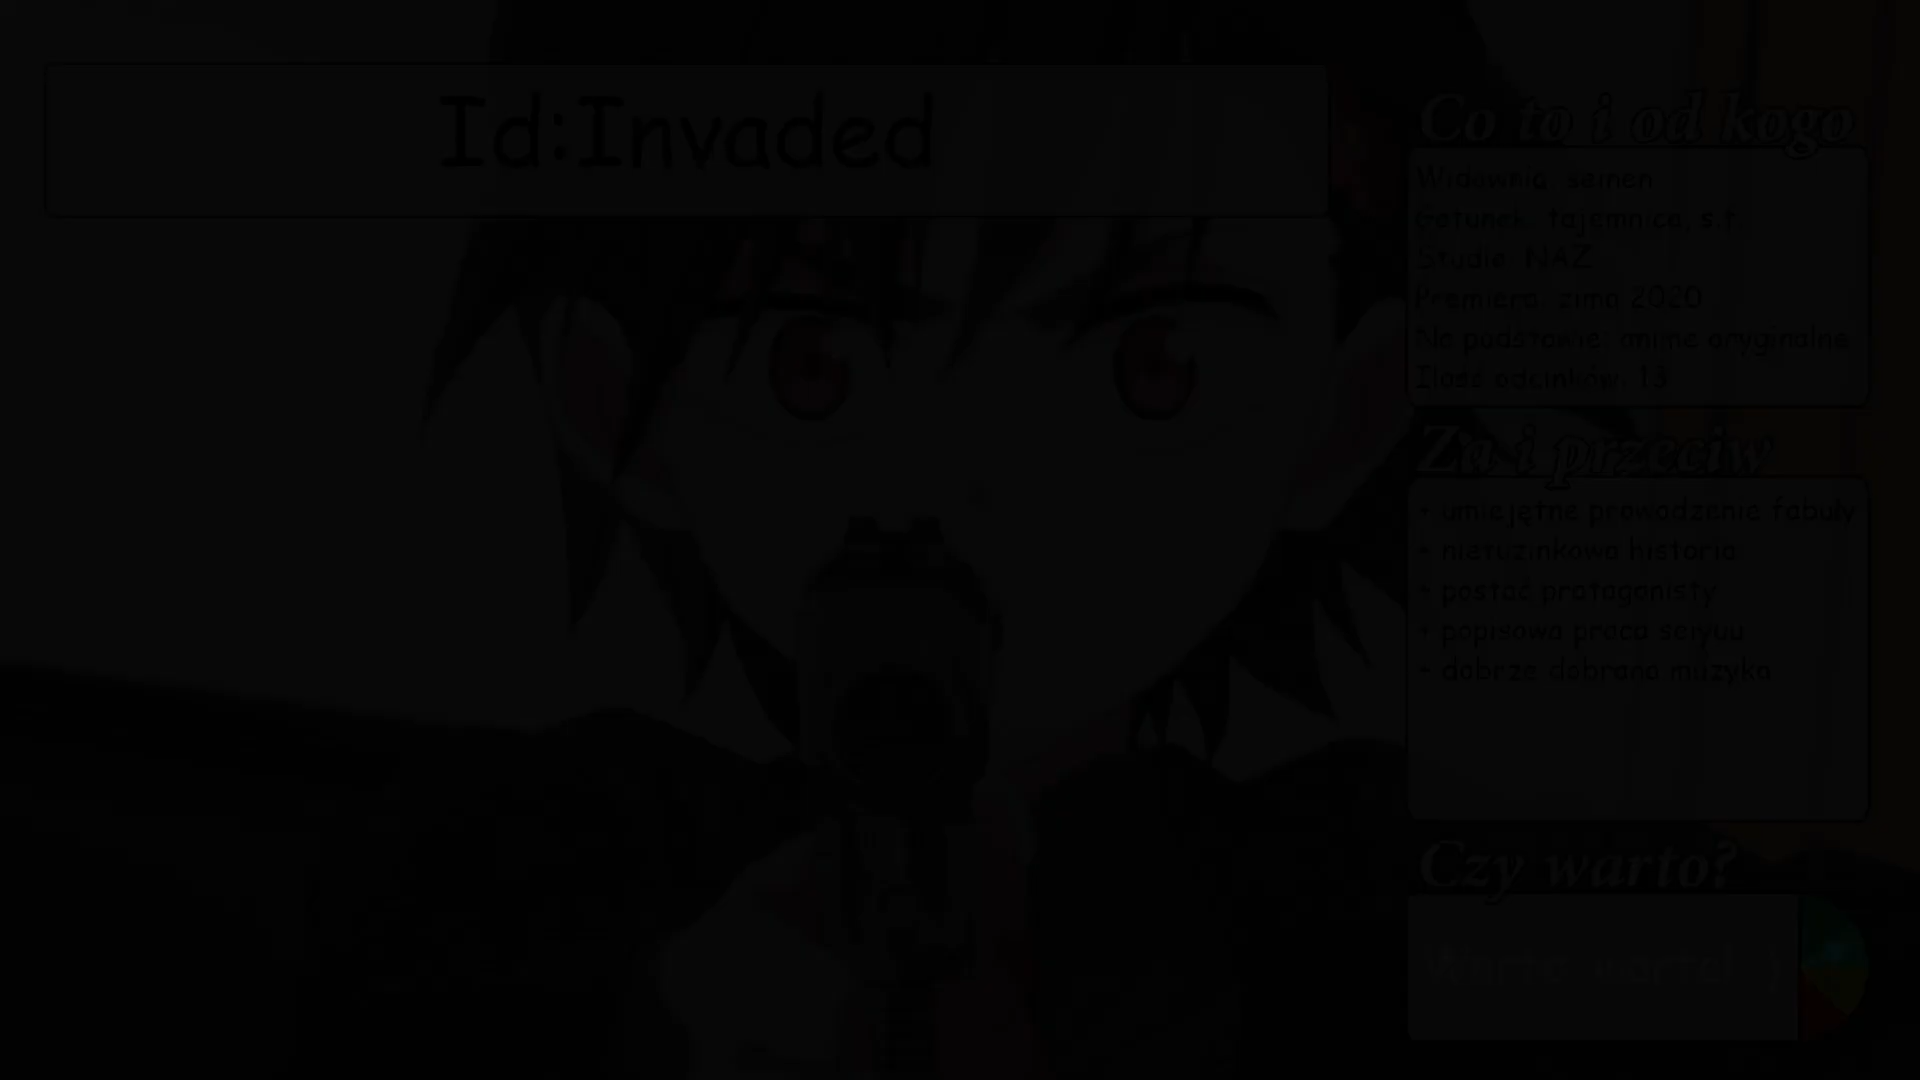 Id:Invaded
Co to i od kogo
Widownia: seinen
Gatunek: tajemnica, s.f.
Studio: NAZ
Premiera: zima 2020
Na podstawie: anime oryginalne
Ilość odcinków: 13
Za i przeciw
+ umiejętne prowadzenie fabuły
+ nietuzinkowa historia
+ postać protagonisty
+ popisowa praca seiyuu
+ dobrze dobrana muzyka
Czy warto?
Warto, warto! :)